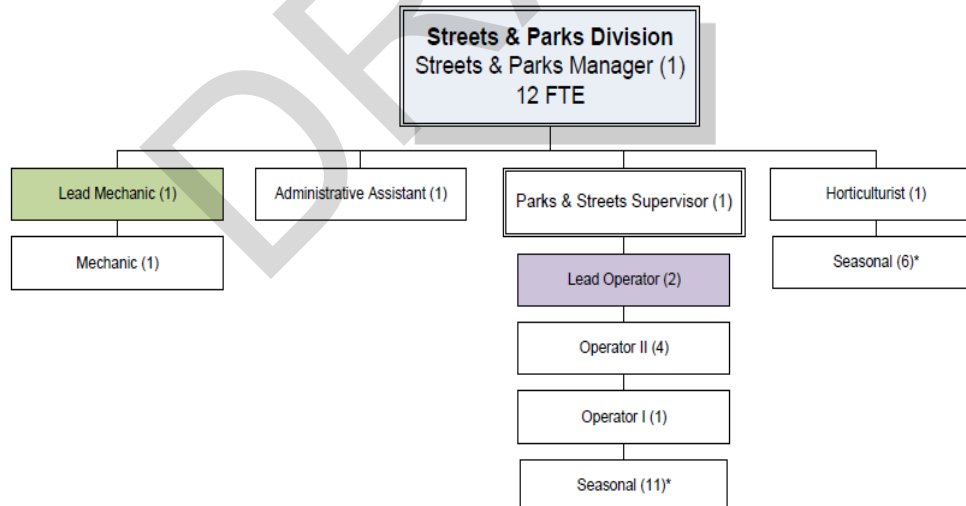 Streets & Parks Division
Streets & Parks Manager (1)
12 FTE
Lead Mechanic (1)
Administrative Assistant (1)
Parks & Streets Supervisor (1)
Horticulturist (1)
Mechanic (1)
Seasonal (6)*
Lead Operator (2)
Operator II (4)
Operator I (1)
Seasonal (11)*